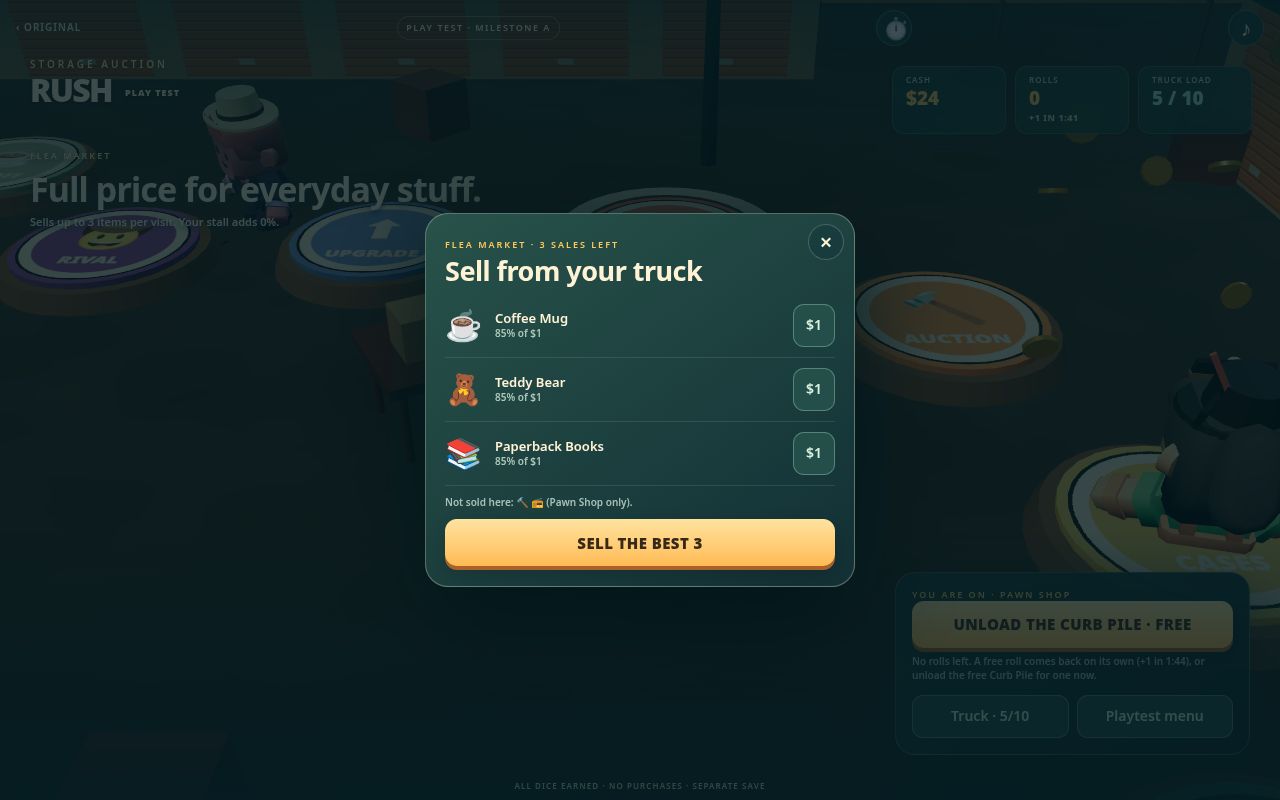 ‹ ORIGINAL
PLAY TEST · MILESTONE A
STORAGE AUCTION
RUSH PLAY TEST
CASH
$24
ROLLS
0
+1 IN 1:41
TRUCK LOAD
5 / 10
FLEA MARKET
Full price for everyday stuff.
Sells up to 3 items per visit. Your stall adds 0%.
RIVAL
UPGRADE
AUCTION
CASES
FLEA MARKET · 3 SALES LEFT
Sell from your truck
Coffee Mug
85% of $1
$1
Teddy Bear
85% of $1
$1
Paperback Books
85% of $1
$1
Not sold here: 🔨 📻 (Pawn Shop only).
SELL THE BEST 3
YOU ARE ON · PAWN SHOP
UNLOAD THE CURB PILE · FREE
No rolls left. A free roll comes back on its own (+1 in 1:44), or
unload the free Curb Pile for one now.
Truck · 5/10
Playtest menu
ALL DICE EARNED · NO PURCHASES · SEPARATE SAVE